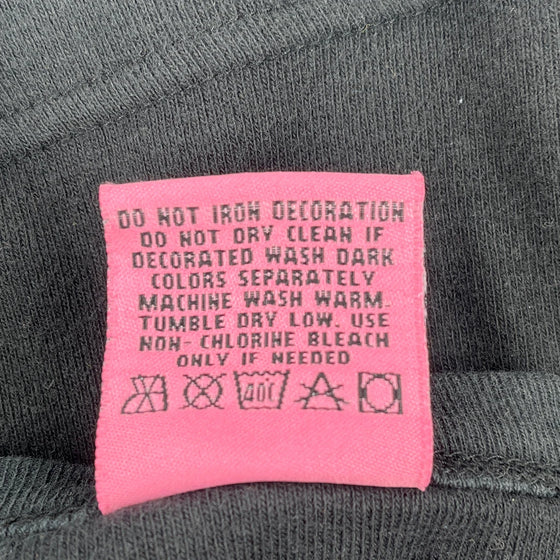 DO NOT IRON DECORATION
DO NOT DRY CLEAN IF
DECORATED WASH DARK
COLORS SEPARATELY
MACHINE WASH WARM.
TUMBLE DRY LOW. USE
NON- CHLORINE BLEACH
ONLY IF NEEDED
40C